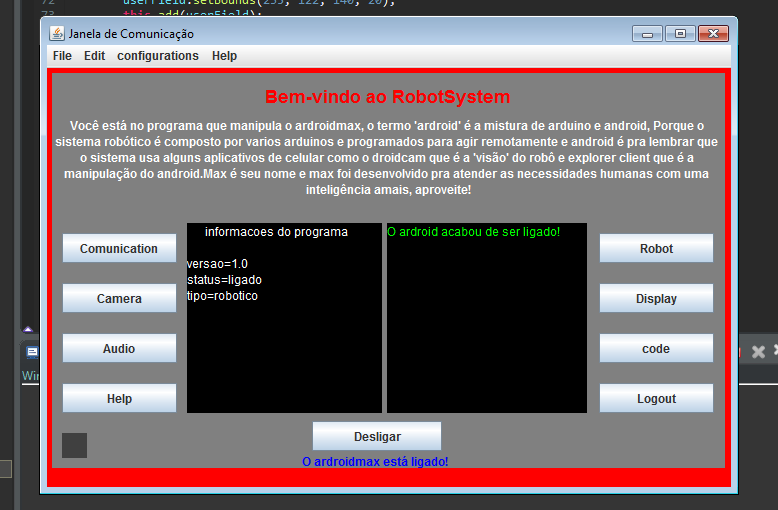 72 userField.setBounds(255, 122, 140, 20);
73 this.add(userField);
Janela de Comunicação
File Edit configurations Help
Bem-vindo ao RobotSystem
Você está no programa que manipula o ardroidmax, o termo 'ardroid' é a mistura de arduino e android, Porque o
sistema robótico é composto por varios arduinos e programados para agir remotamente e android é pra lembrar que
o sistema usa alguns aplicativos de celular como o droidcam que é a 'visão' do robô e explorer client que é a
manipulação do android.Max é seu nome e max foi desenvolvido pra atender as necessidades humanas com uma
inteligência amais, aproveite!
Comunication
Camera
Audio
Help
informacoes do programa
versao=1.0
status=ligado
tipo=robotico
O ardroid acabou de ser ligado!
Robot
Display
code
Logout
Desligar
O ardroidmax está ligado!